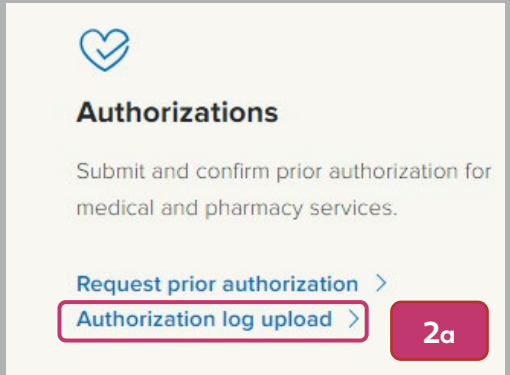 Authorizations
Submit and confirm prior authorization for
medical and pharmacy services.
Request prior authorization >
Authorization log upload >
2a